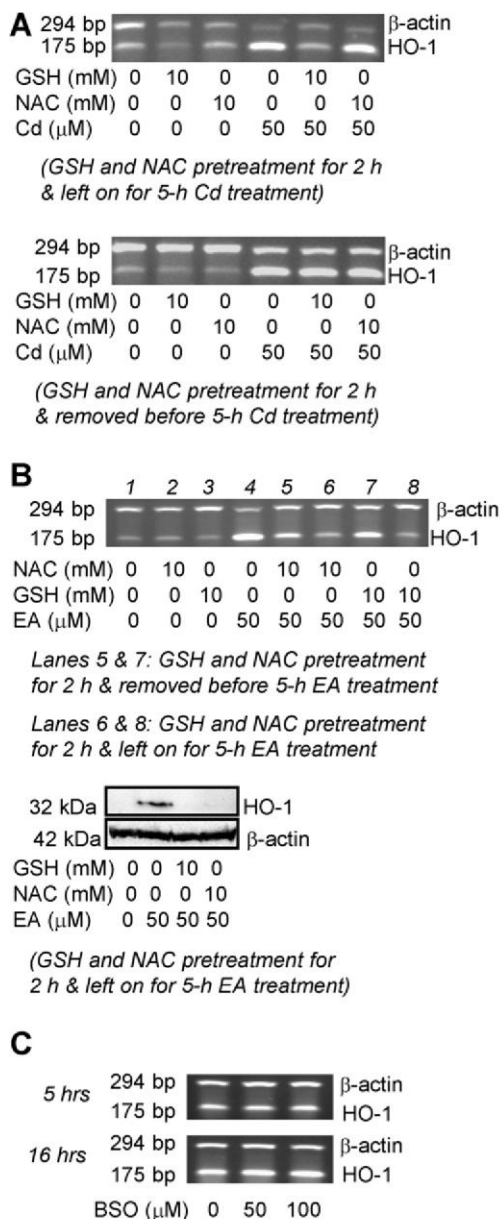 A
294 bp β-actin
175 bp HO-1
GSH (mM) 0 10 0 0 10 0
NAC (mM) 0 0 10 0 0 10
Cd (μM) 0 0 0 50 50 50
(GSH and NAC pretreatment for 2 h
& left on for 5-h Cd treatment)
294 bp β-actin
175 bp HO-1
GSH (mM) 0 10 0 0 10 0
NAC (mM) 0 0 10 0 0 10
Cd (μM) 0 0 0 50 50 50
(GSH and NAC pretreatment for 2 h
& removed before 5-h Cd treatment)
B
1 2 3 4 5 6 7 8
294 bp β-actin
175 bp HO-1
NAC (mM) 0 10 0 0 10 10 0 0
GSH (mM) 0 0 10 0 0 0 10 10
EA (μM) 0 0 0 50 50 50 50 50
Lanes 5 & 7: GSH and NAC pretreatment
for 2 h & removed before 5-h EA treatment
Lanes 6 & 8: GSH and NAC pretreatment
for 2 h & left on for 5-h EA treatment
32 kDa HO-1
42 kDa β-actin
GSH (mM) 0 0 10 0
NAC (mM) 0 0 0 10
EA (μM) 0 50 50 50
(GSH and NAC pretreatment for
2 h & left on for 5-h EA treatment)
C
5 hrs 294 bp β-actin
175 bp HO-1
16 hrs 294 bp β-actin
175 bp HO-1
BSO (μM) 0 50 100